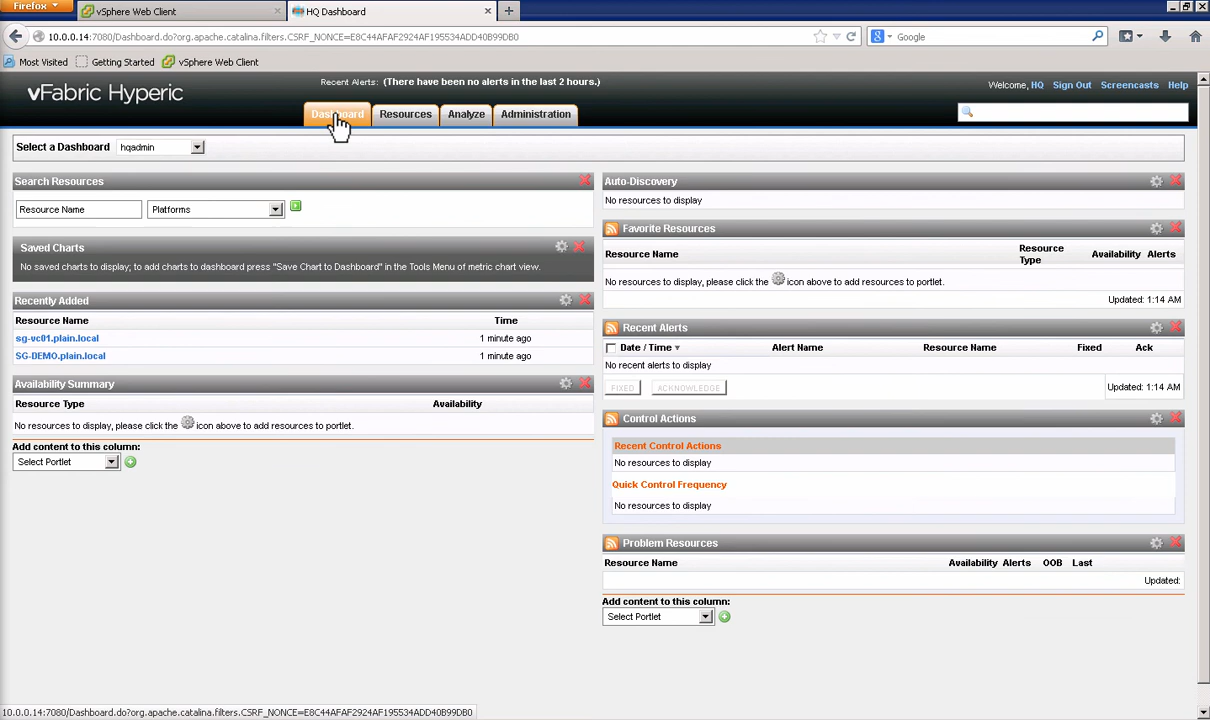 Firefox
vSphere Web Client
HQ Dashboard
10.0.0.14:7080/Dashboard.do?org.apache.catalina.filters.CSRF_NONCE=E8C44AFAF2924AF195534ADD40B99DB0
Google
Most Visited
Getting Started
vSphere Web Client
Recent Alerts: (There have been no alerts in the last 2 hours.)
Welcome, HQ Sign Out Screencasts Help
vFabric Hyperic
Dashboard Resources Analyze Administration
Select a Dashboard hqadmin
Search Resources
Resource Name Platforms
Saved Charts
No saved charts to display; to add charts to dashboard press "Save Chart to Dashboard" in the Tools Menu of metric chart view.
Recently Added
Resource Name Time
sg-vc01.plain.local 1 minute ago
SG-DEMO.plain.local 1 minute ago
Availability Summary
Resource Type Availability
No resources to display, please click the icon above to add resources to portlet.
Add content to this column:
Select Portlet
Auto-Discovery
No resources to display
Favorite Resources
Resource Name Resource Type Availability Alerts
No resources to display, please click the icon above to add resources to portlet.
Updated: 1:14 AM
Recent Alerts
Date / Time Alert Name Resource Name Fixed Ack
No recent alerts to display
FIXED ACKNOWLEDGE Updated: 1:14 AM
Control Actions
Recent Control Actions
No resources to display
Quick Control Frequency
No resources to display
Problem Resources
Resource Name Availability Alerts OOB Last
Updated:
Add content to this column:
Select Portlet
10.0.0.14:7080/Dashboard.do?org.apache.catalina.filters.CSRF_NONCE=E8C44AFAF2924AF195534ADD40B99DB0